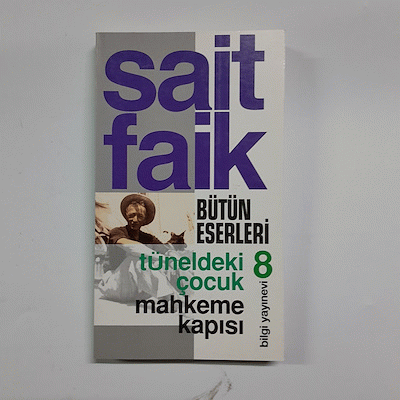 sait
faik
BÜTÜN
ESERLERİ
tüneldeki 8
çocuk
mahkeme
kapısı
bilgi yayınevi